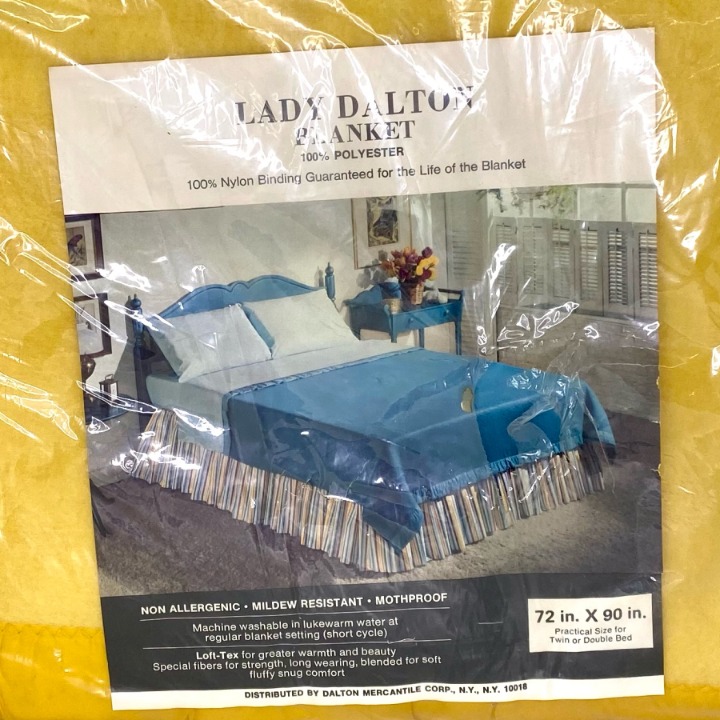 LADY DALTON
BLANKET
100% POLYESTER
100% Nylon Binding Guaranteed for the Life of the Blanket
NON ALLERGENIC • MILDEW RESISTANT • MOTHPROOF
Machine washable in lukewarm water at
regular blanket setting (short cycle)
Loft-Tex for greater warmth and beauty
Special fibers for strength, long wearing, blended for soft
fluffy snug comfort
72 in. X 90 in.
Practical Size for
Twin or Double Bed
DISTRIBUTED BY DALTON MERCANTILE CORP., N.Y., N.Y. 10018